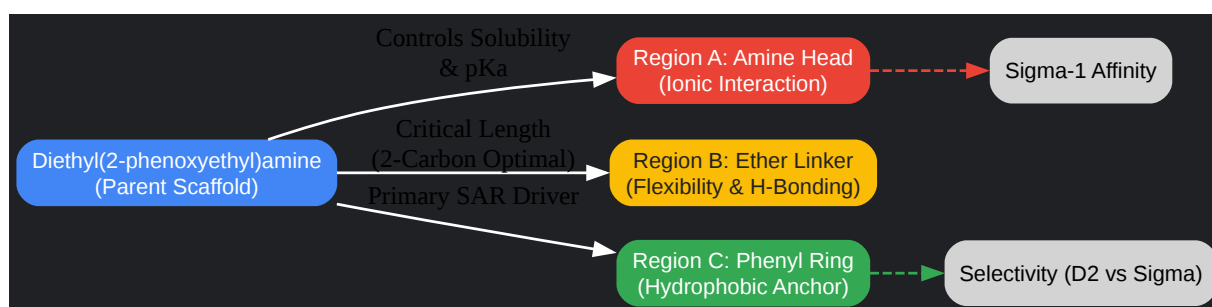 Controls Solubility
& pKa
Region A: Amine Head
(Ionic Interaction)
Sigma-1 Affinity
Diethyl(2-phenoxyethyl)amine
(Parent Scaffold)
Critical Length
(2-Carbon Optimal)
Region B: Ether Linker
(Flexibility & H-Bonding)
Primary SAR Driver
Region C: Phenyl Ring
(Hydrophobic Anchor)
Selectivity (D2 vs Sigma)